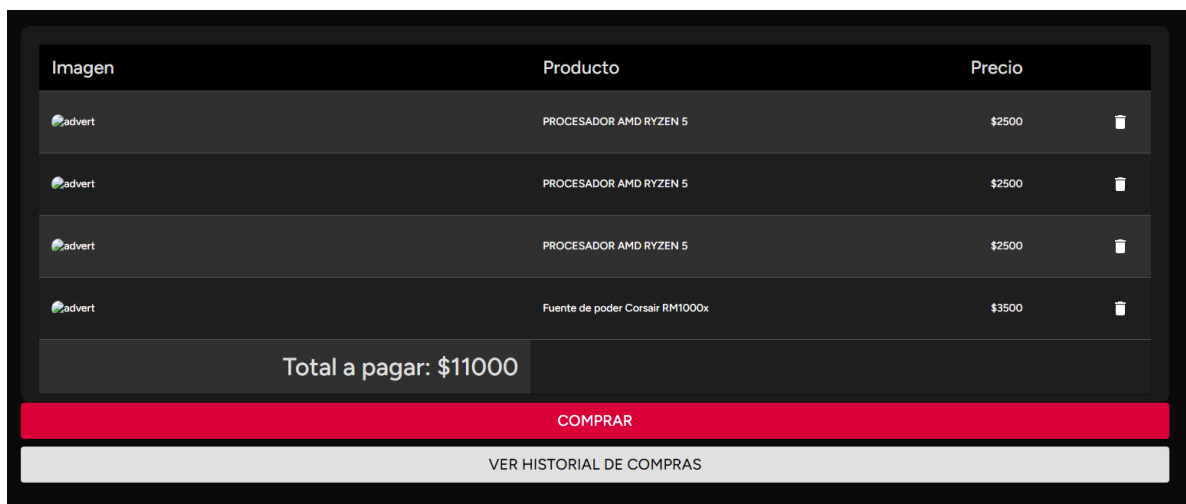 Imagen Producto Precio
advert PROCESADOR AMD RYZEN 5 $2500
advert PROCESADOR AMD RYZEN 5 $2500
advert PROCESADOR AMD RYZEN 5 $2500
advert Fuente de poder Corsair RM1000x $3500
Total a pagar: $11000
COMPRAR
VER HISTORIAL DE COMPRAS